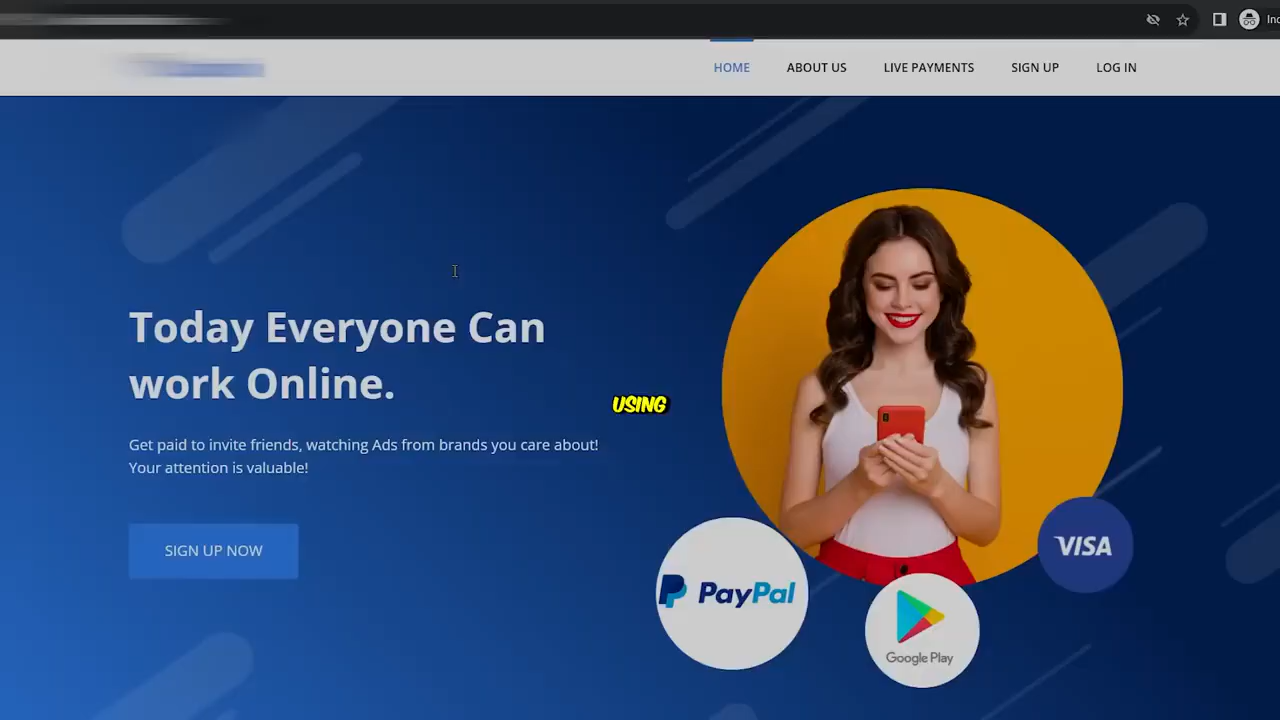 Inc
HOME
ABOUT US
LIVE PAYMENTS
SIGN UP
LOG IN
Today Everyone Can
work Online.
USING
Get paid to invite friends, watching Ads from brands you care about!
Your attention is valuable!
SIGN UP NOW
VISA
PayPal
Google Play